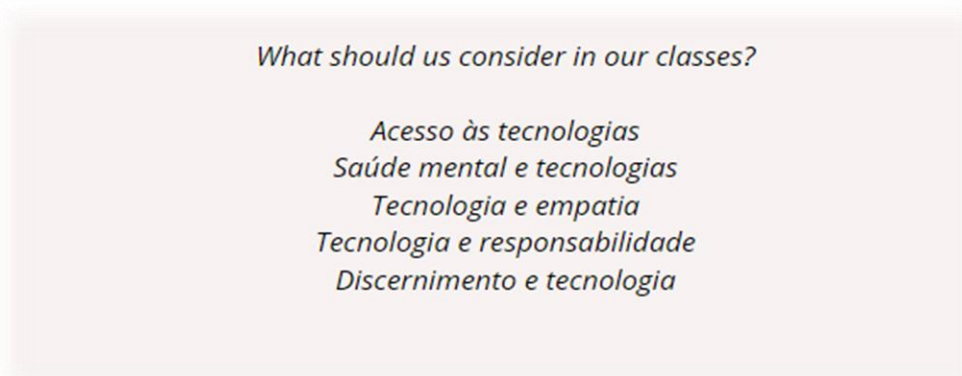 What should us consider in our classes?
Acesso às tecnologias
Saúde mental e tecnologias
Tecnologia e empatia
Tecnologia e responsabilidade
Discernimento e tecnologia